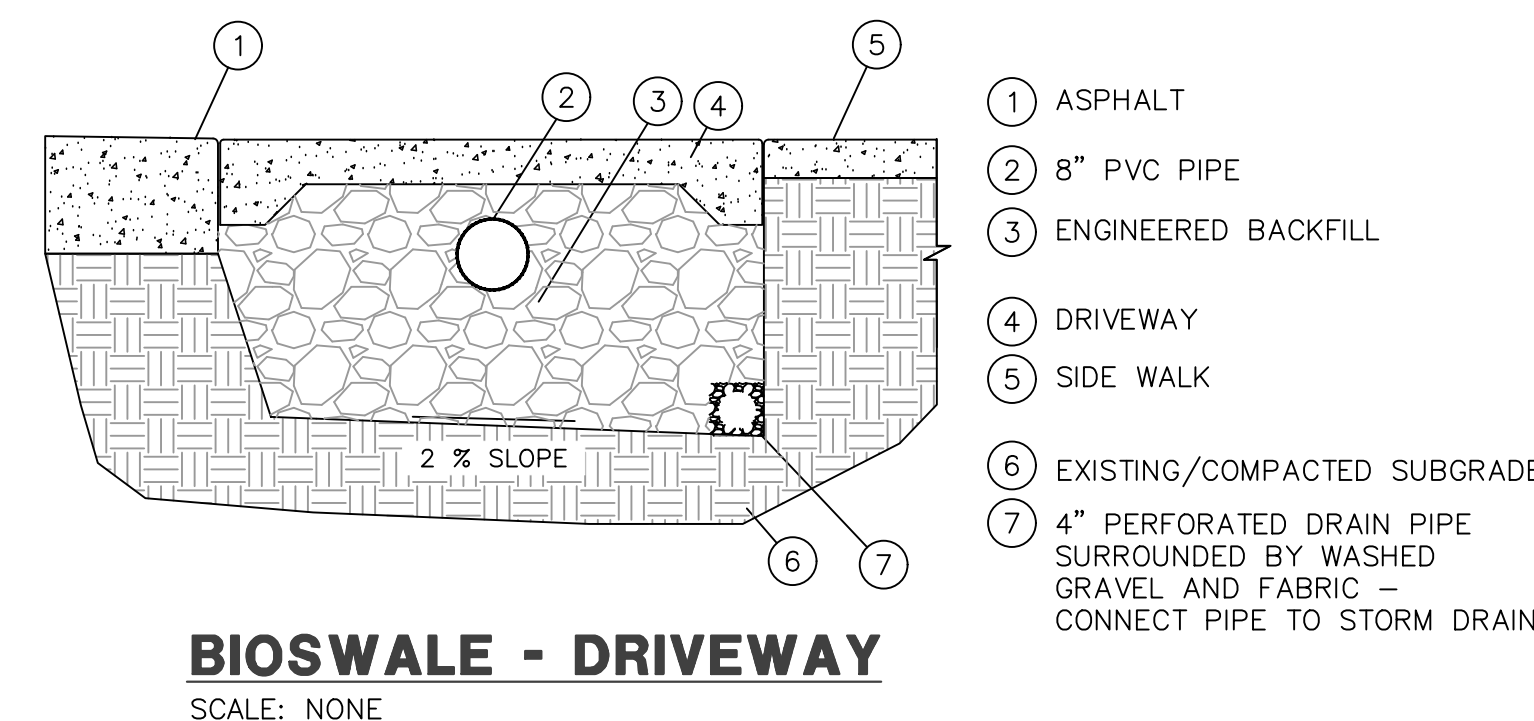 1
2
3
4
5
2 % SLOPE
6
7
1 ASPHALT
2 8” PVC PIPE
3 ENGINEERED BACKFILL
4 DRIVEWAY
5 SIDE WALK
6 EXISTING/COMPACTED SUBGRADE
7 4” PERFORATED DRAIN PIPE
SURROUNDED BY WASHED
GRAVEL AND FABRIC –
CONNECT PIPE TO STORM DRAIN
BIOSWALE - DRIVEWAY
SCALE: NONE